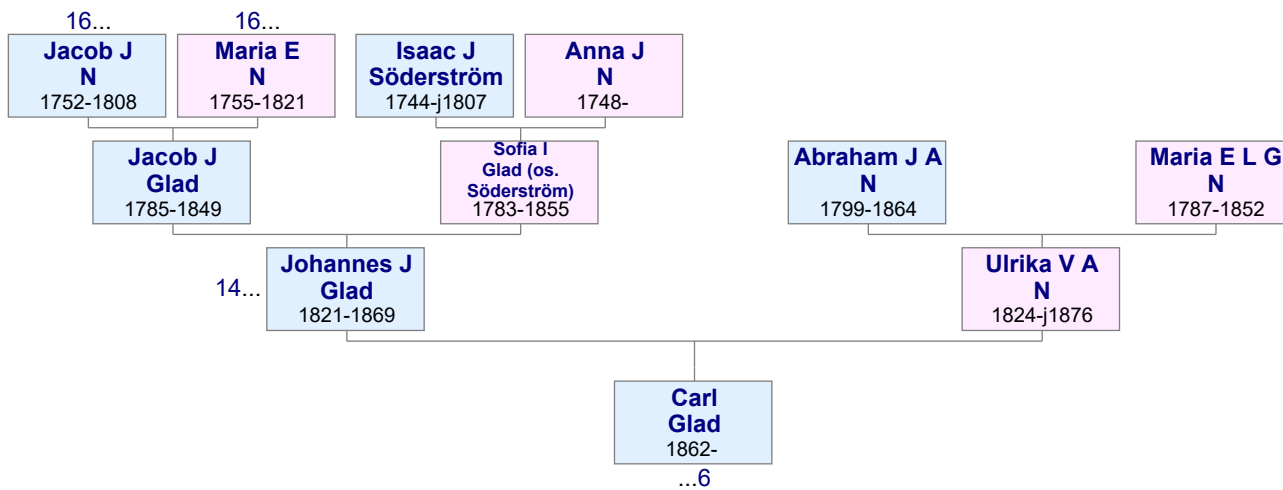 16...
16...
Jacob J
N
1752-1808
Maria E
N
1755-1821
Isaac J
Söderström
1744-j1807
Anna J
N
1748-
Jacob J
Glad
1785-1849
Sofia I
Glad (os.
Söderström)
1783-1855
Abraham J A
N
1799-1864
Maria E L G
N
1787-1852
14...
Johannes J
Glad
1821-1869
Ulrika V A
N
1824-j1876
Carl
Glad
1862-
...6